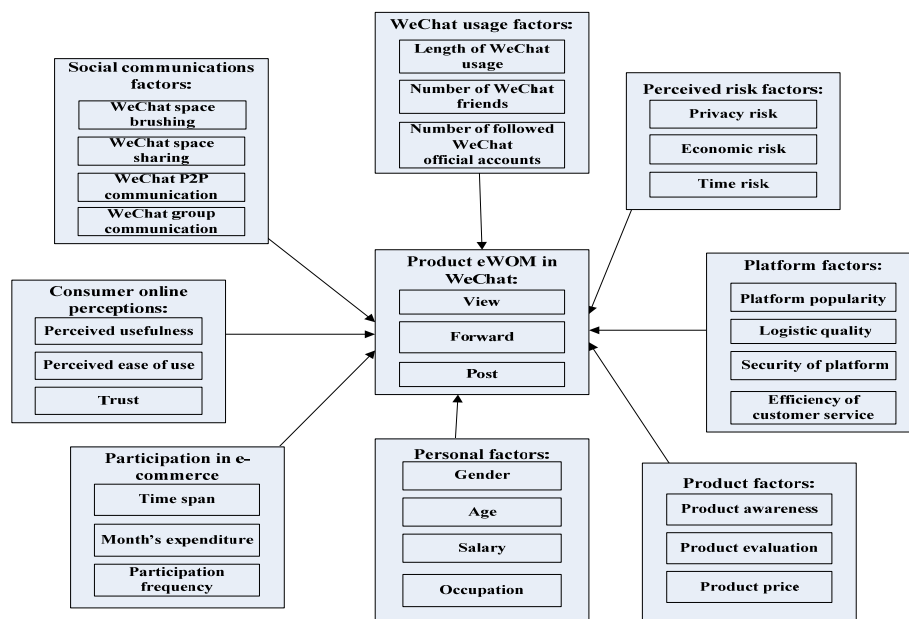 WeChat usage factors:
Length of WeChat
usage
Number of WeChat
friends
Number of followed
WeChat
official accounts
Social communications
factors:
WeChat space
brushing
WeChat space
sharing
WeChat P2P
communication
WeChat group
communication
Perceived risk factors:
Privacy risk
Economic risk
Time risk
Product eWOM in
WeChat:
View
Forward
Post
Consumer online
perceptions:
Perceived usefulness
Perceived ease of use
Trust
Platform factors:
Platform popularity
Logistic quality
Security of platform
Efficiency of
customer service
Participation in e-
commerce
Time span
Month's expenditure
Participation
frequency
Personal factors:
Gender
Age
Salary
Occupation
Product factors:
Product awareness
Product evaluation
Product price